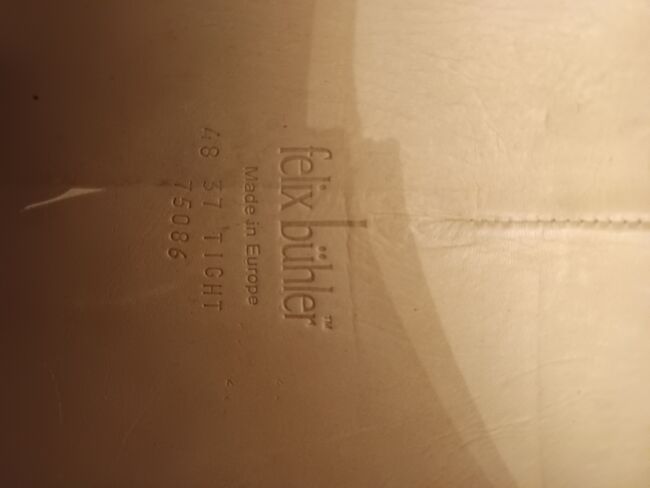 felix bühler™
Made in Europe
48 37 TIGHT
75086